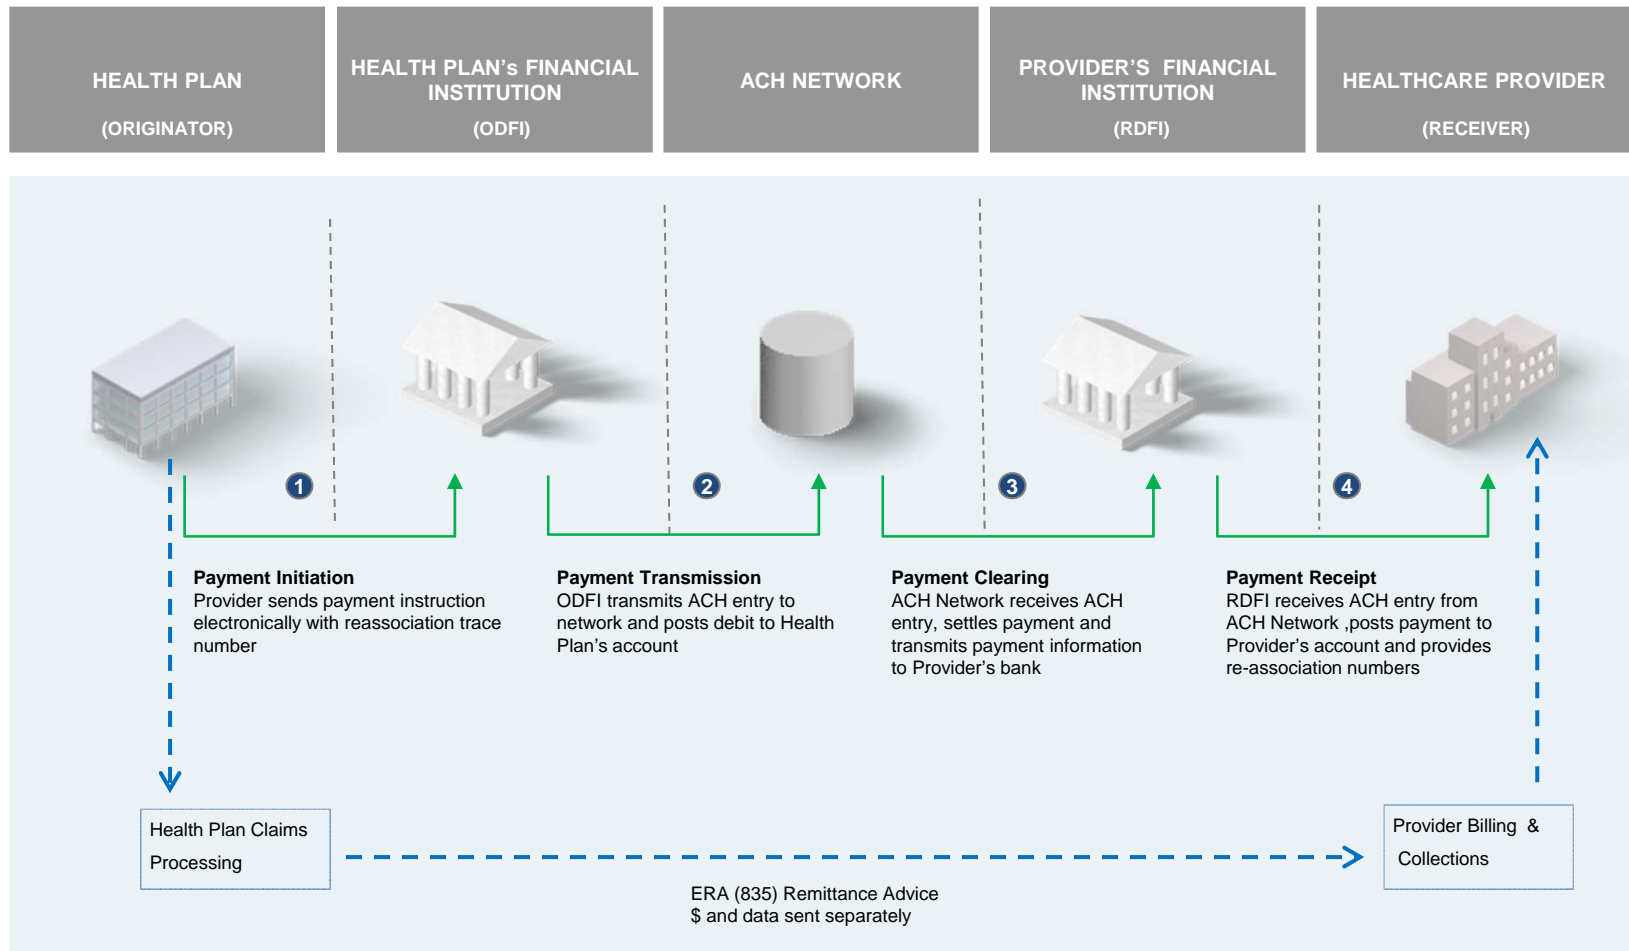 HEALTH PLAN
(ORIGINATOR)
HEALTH PLAN's FINANCIAL
INSTITUTION
(ODFI)
ACH NETWORK
PROVIDER'S  FINANCIAL
INSTITUTION
(RDFI)
HEALTHCARE PROVIDER
(RECEIVER)
1
2
3
4
Payment Initiation
Provider sends payment instruction
electronically with reassociation trace
number
Payment Transmission
ODFI transmits ACH entry to
network and posts debit to Health
Plan's account
Payment Clearing
ACH Network receives ACH
entry, settles payment and
transmits payment information
to Provider's bank
Payment Receipt
RDFI receives ACH entry from
ACH Network ,posts payment to
Provider's account and provides
re-association numbers
Health Plan Claims
Processing
Provider Billing  &
Collections
ERA (835) Remittance Advice
$ and data sent separately